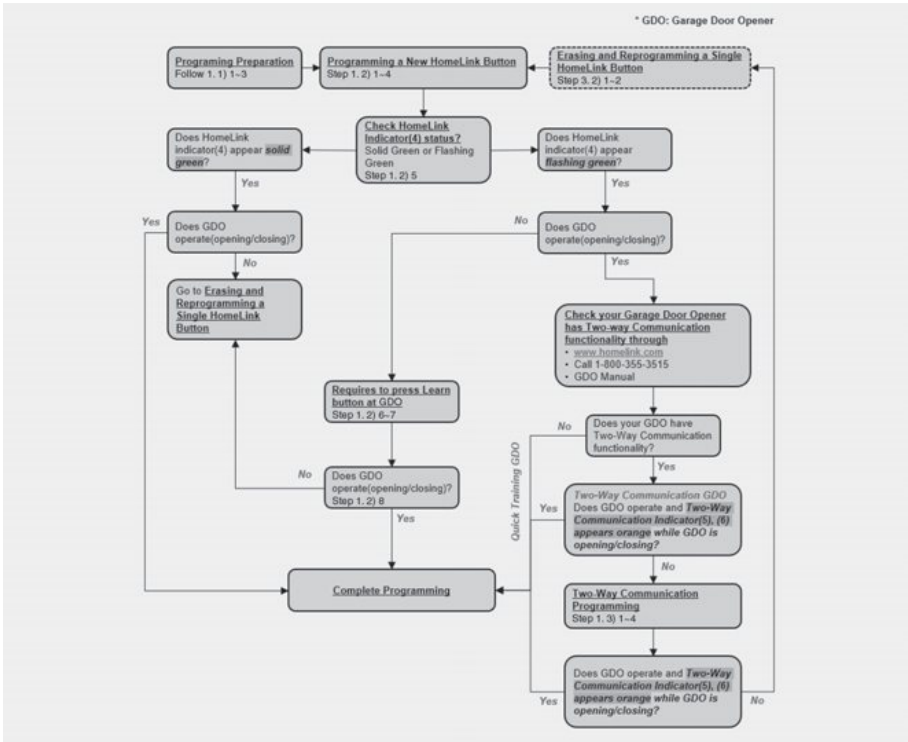 * GDO: Garage Door Opener
Programing Preparation
Follow 1. 1) 1~3
Programming a New HomeLink Button
Step 1. 2) 1~4
Erasing and Reprogramming a Single
HomeLink Button
Step 3. 2) 1~2
Does HomeLink
indicator(4) appear solid
green?
Check HomeLink
Indicator(4) status?
Solid Green or Flashing
Green
Step 1. 2) 5
Does HomeLink
indicator(4) appear
flashing green?
Yes
Yes
Yes
Does GDO
operate(opening/closing)?
No
Does GDO
operate(opening/closing)?
No
Yes
Go to Erasing and
Reprogramming a
Single HomeLink
Button
Check your Garage Door Opener
has Two-way Communication
functionality through
• www.homelink.com
• Call 1-800-355-3515
• GDO Manual
Requires to press Learn
button at GDO
Step 1. 2) 6~7
No
Does your GDO have
Two-Way Communication
functionality?
Yes
Quick Training GDO
No
Does GDO
operate(opening/closing)?
Step 1. 2) 8
Yes
Yes
Two-Way Communication GDO
Does GDO operate and Two-Way
Communication Indicator(5), (6)
appears orange while GDO is
opening/closing?
No
Complete Programming
Two-Way Communication
Programming
Step 1. 3) 1~4
Yes
Does GDO operate and Two-Way
Communication Indicator(5), (6)
appears orange while GDO is
opening/closing?
No